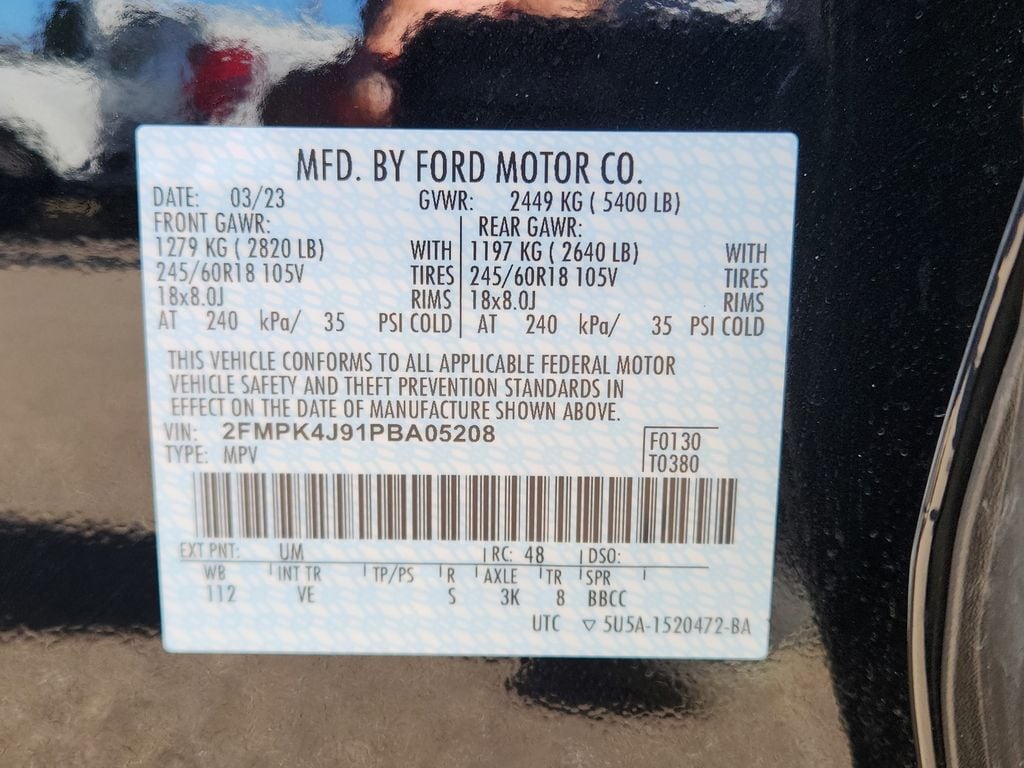 MFD. BY FORD MOTOR CO.
DATE: 03/23 GVWR: 2449 KG ( 5400 LB)
FRONT GAWR: REAR GAWR:
1279 KG ( 2820 LB) WITH 1197 KG ( 2640 LB) WITH
245/60R18 105V TIRES 245/60R18 105V TIRES
18x8.0J RIMS 18x8.0J RIMS
AT 240 kPa/ 35 PSI COLD AT 240 kPa/ 35 PSI COLD
THIS VEHICLE CONFORMS TO ALL APPLICABLE FEDERAL MOTOR
VEHICLE SAFETY AND THEFT PREVENTION STANDARDS IN
EFFECT ON THE DATE OF MANUFACTURE SHOWN ABOVE.
VIN: 2FMPK4J91PBA05208 F0130
TYPE: MPV T0380
EXT PNT: UM RC: 48 DSO:
WB INT TR TP/PS R AXLE TR SPR
112 VE S 3K 8 BBCC
UTC ▽ 5U5A-1520472-BA